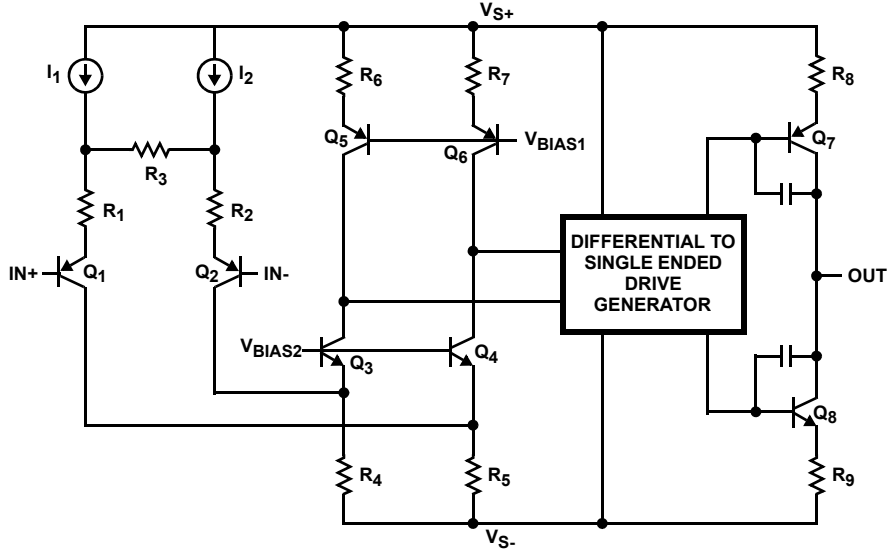 VS+
I1
I2
R6
R7
R8
Q5
Q6
VBIAS1
Q7
R3
R1
R2
IN+
Q1
Q2
IN-
DIFFERENTIAL TO
SINGLE ENDED
DRIVE
GENERATOR
OUT
VBIAS2
Q3
Q4
Q8
R4
R5
R9
VS-